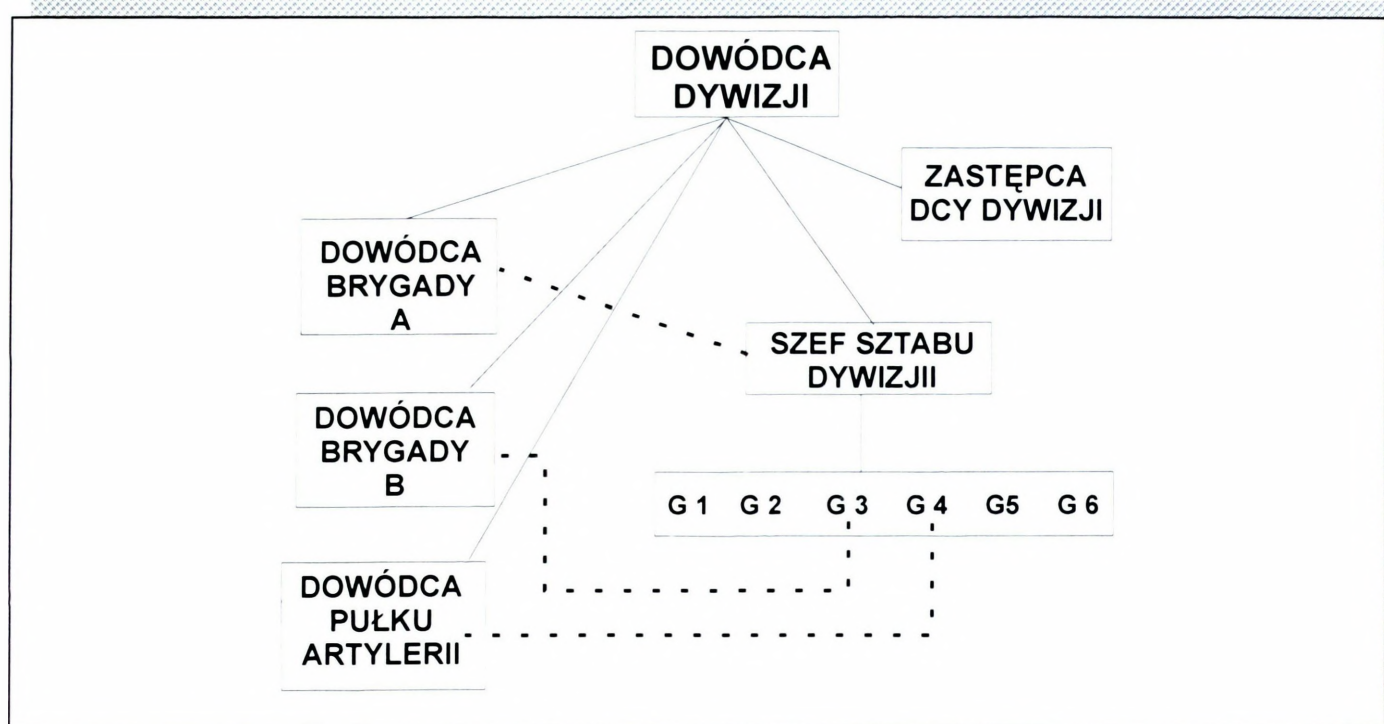 DOWÓDCA
DYWIZJI
ZASTĘPCA
DCY DYWIZJI
DOWÓDCA
BRYGADY
A
SZEF SZTABU
DYWIZJII
DOWÓDCA
BRYGADY
B
G 1 G 2 G 3 G 4 G5 G 6
DOWÓDCA
PUŁKU
ARTYLERII